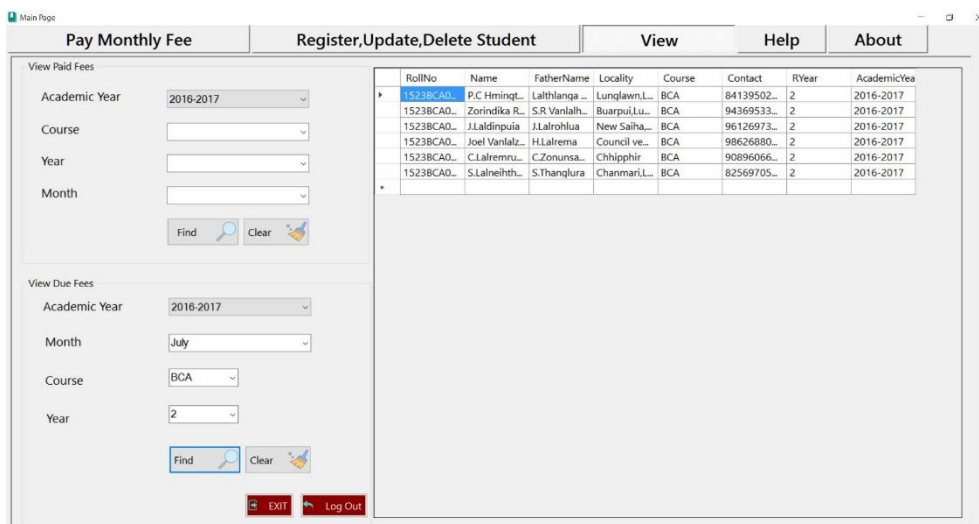 Main Page
Pay Monthly Fee Register,Update,Delete Student View Help About
View Paid Fees
Academic Year 2016-2017
Course
Year
Month
Find Clear
View Due Fees
Academic Year 2016-2017
Month July
Course BCA
Year 2
Find Clear
EXIT Log Out
RollNo Name FatherName Locality Course Contact RYear AcademicYea
1523BCA0... P.C Hmingt... Lalthlanga ... Lunglawn,L... BCA 84139502... 2 2016-2017
1523BCA0... Zorindika R... S.R Vanlalh... Buarpui,Lu... BCA 94369533... 2 2016-2017
1523BCA0... J.Laldinpuia J.Lalrohlua New Saiha,... BCA 96126973... 2 2016-2017
1523BCA0... Joel Vanlalz... H.Lalrema Council ve... BCA 98626880... 2 2016-2017
1523BCA0... C.Lalremru... C.Zonunsa... Chhipphir BCA 90896066... 2 2016-2017
1523BCA0... S.Lalneihth... S.Thanglura Chanmari,L... BCA 82569705... 2 2016-2017